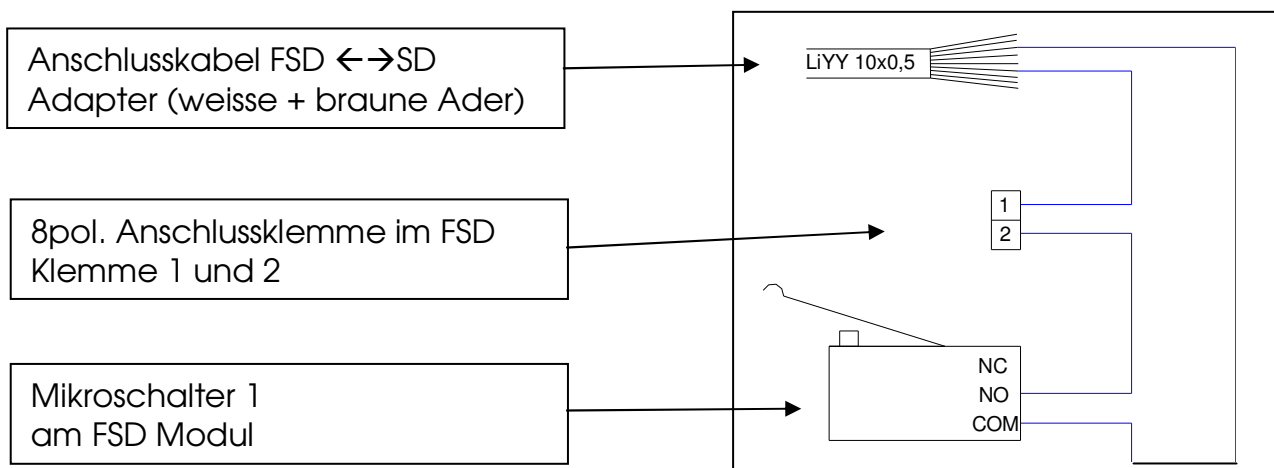 Anschlusskabel FSD ←→SD
Adapter (weisse + braune Ader)
8pol. Anschlussklemme im FSD
Klemme 1 und 2
Mikroschalter 1
am FSD Modul
LiYY 10x0,5
1
2
NC
NO
COM